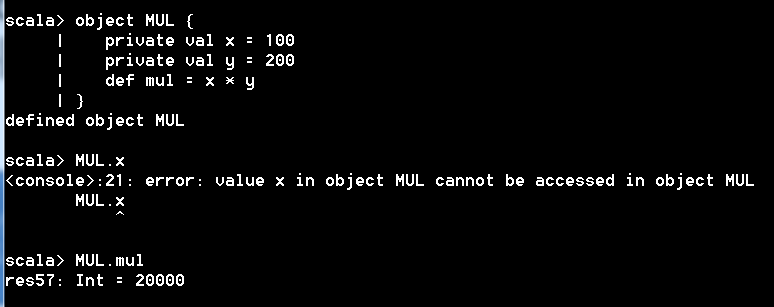 scala> object MUL {
     |     private val x = 100
     |     private val y = 200
     |     def mul = x * y
     | }
defined object MUL
scala> MUL.x
<console>:21: error: value x in object MUL cannot be accessed in object MUL
       MUL.x
           ^
scala> MUL.mul
res57: Int = 20000